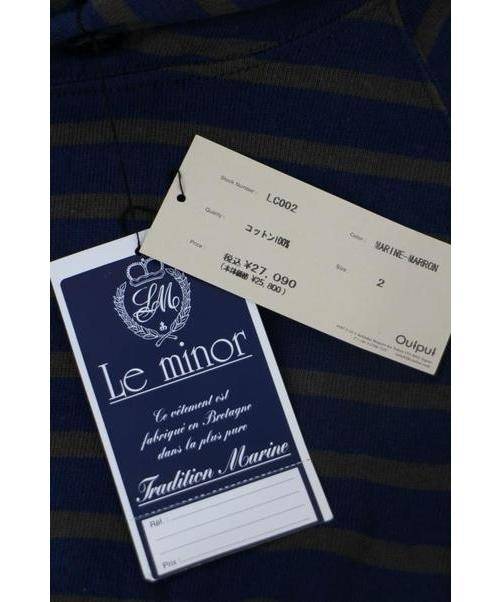 Stock Number : LC002
Quality : コットン100%
Color : MARINE-MARRON
Price : 税込 ¥27,090
(本体価格 ¥25,800)
Size 2
Output
LM
Le minor
Ce vêtement est
fabriqué en Bretagne
dans la plus pure
Tradition Marine
Réf. :
Prix :